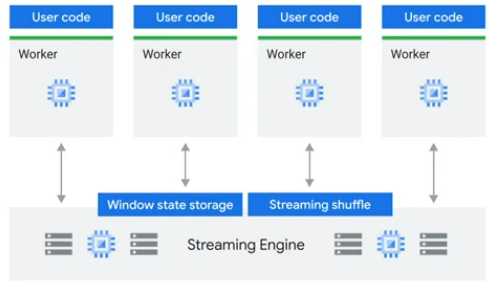 User code
User code
User code
User code
Worker
Worker
Worker
Worker
Window state storage
Streaming shuffle
Streaming Engine